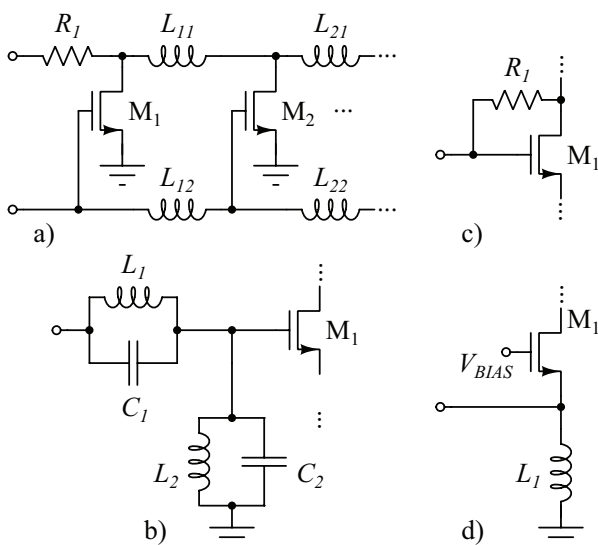 R1 L11 L21 ...
M1 M2 ...
L12 L22 ...
a)
R1 ...
M1
...
c)
L1 ...
M1
C1 ...
L2 C2
b)
...
M1
VBIAS
L1
d)